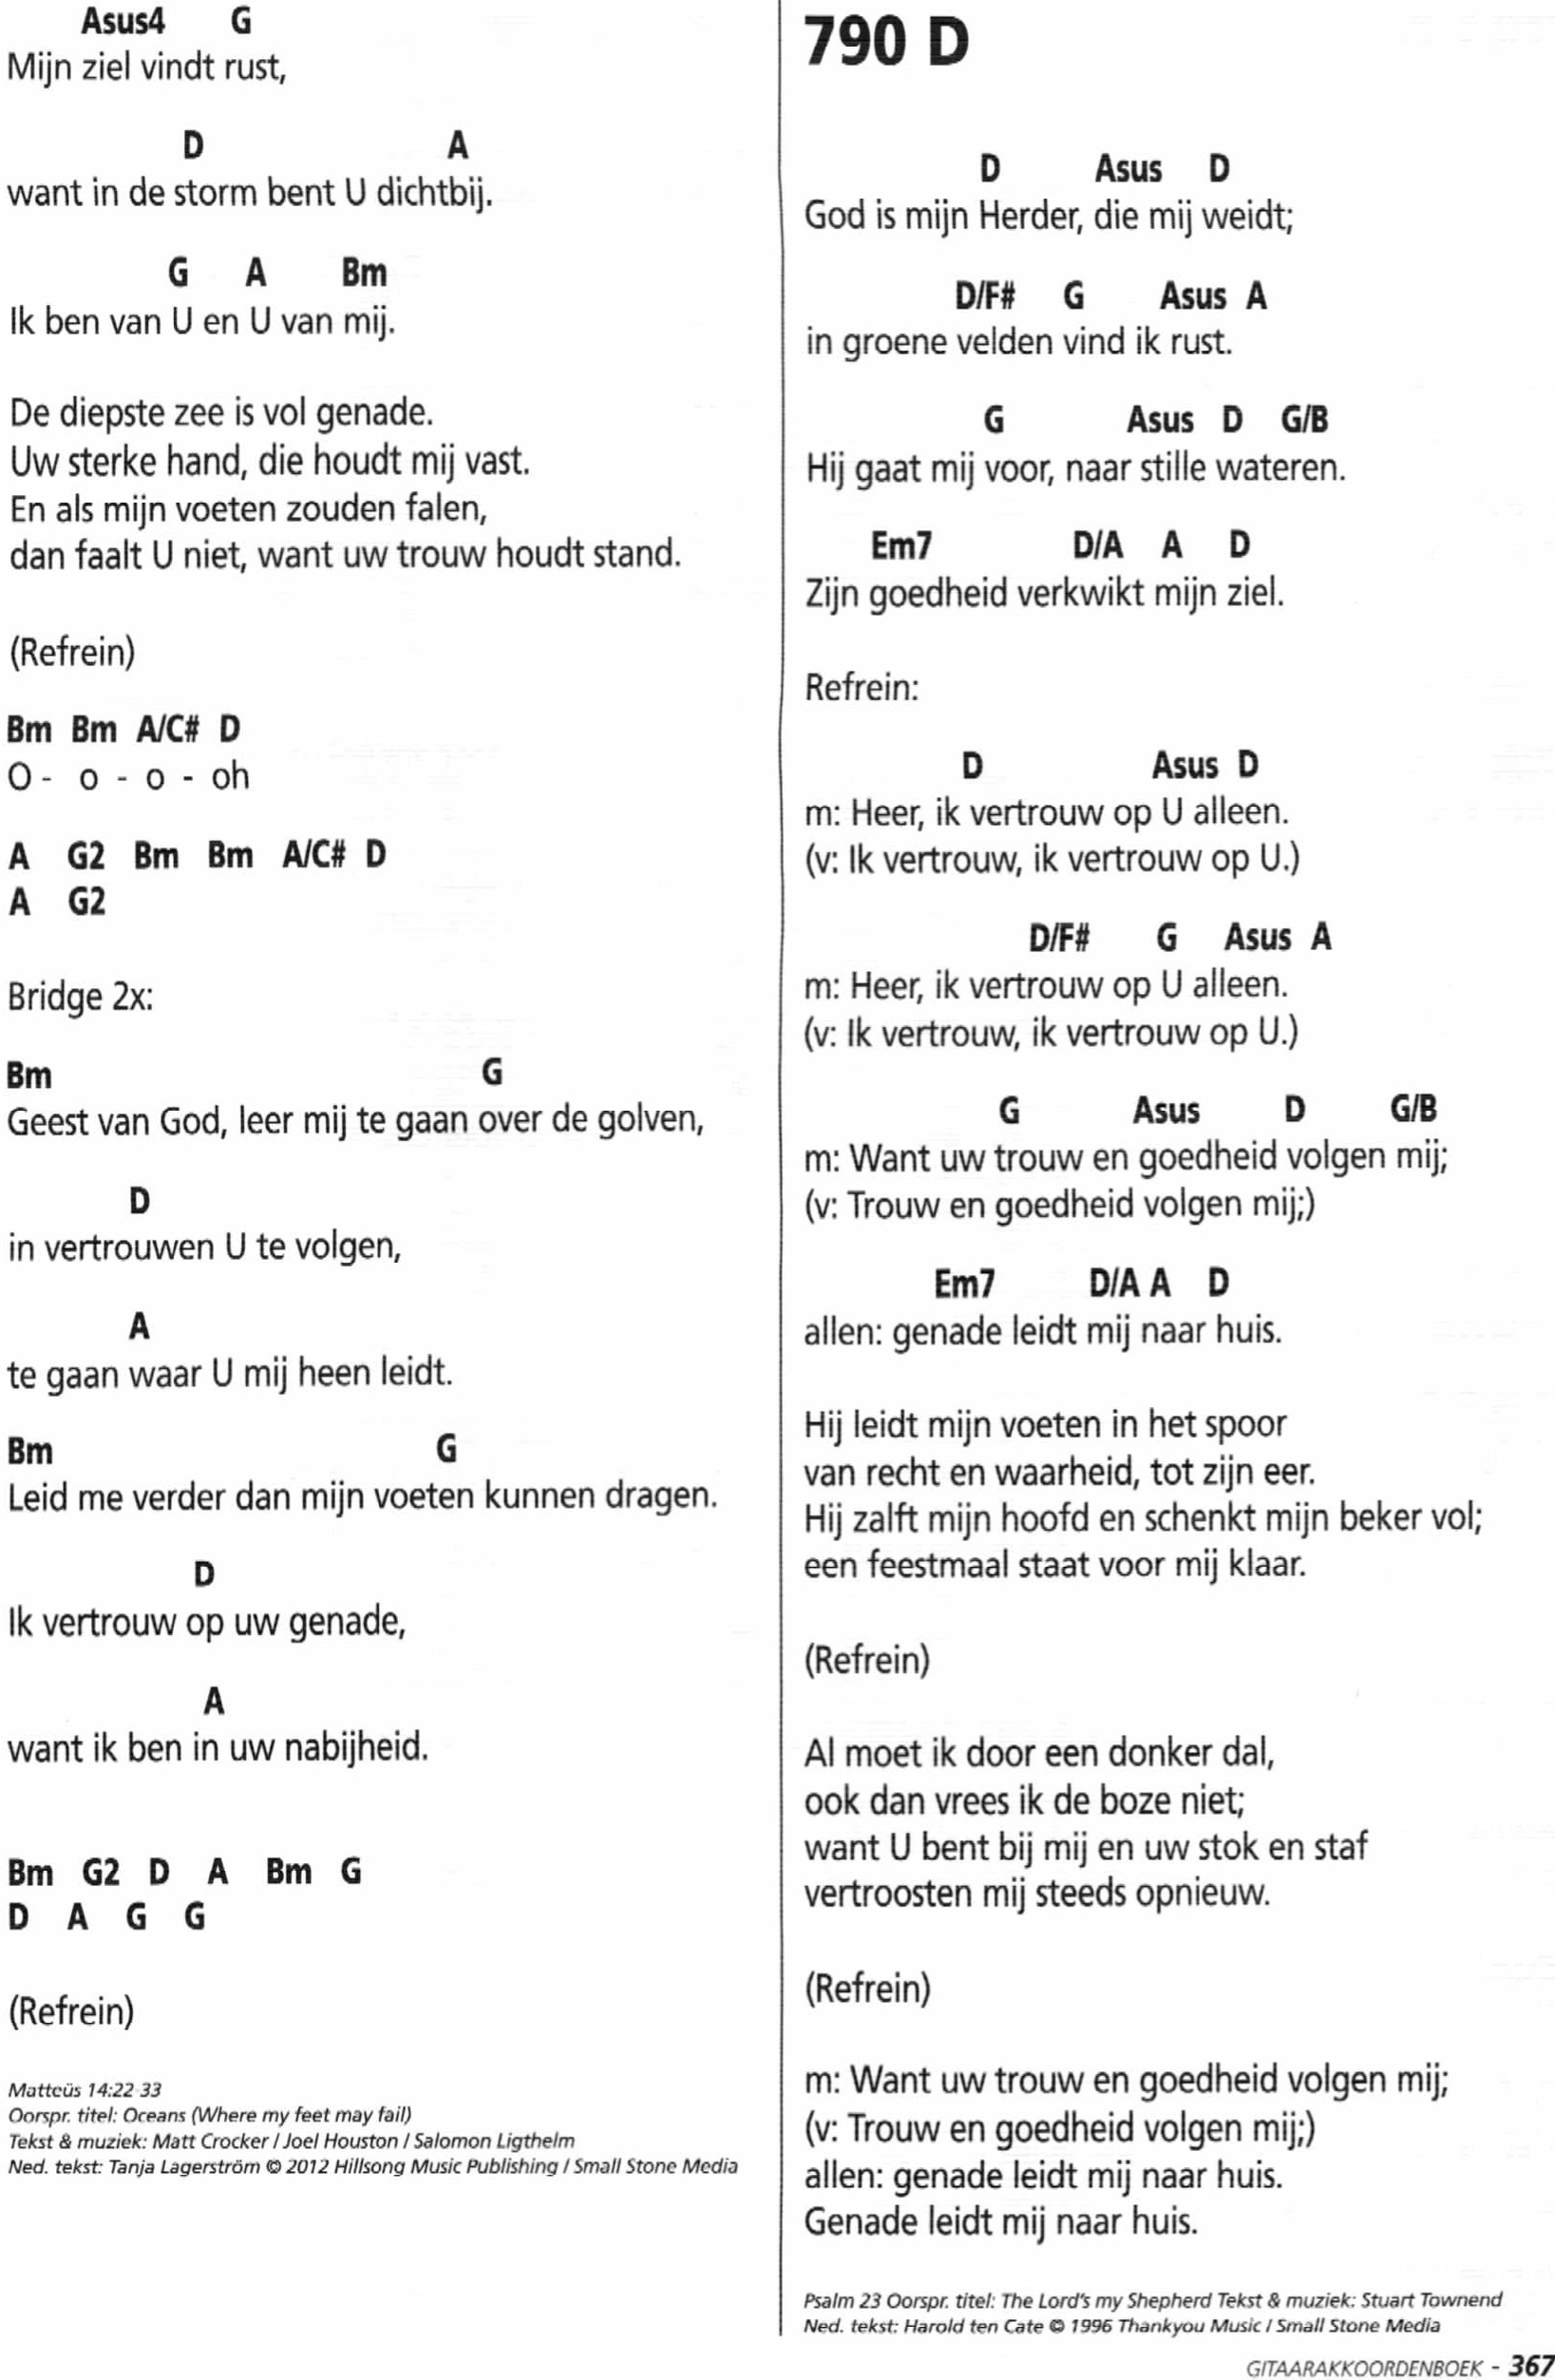 Asus4 G
Mijn ziel vindt rust,
D A
want in de storm bent U dichtbij.
G A Bm
Ik ben van U en U van mij.
De diepste zee is vol genade.
Uw sterke hand, die houdt mij vast.
En als mijn voeten zouden falen,
dan faalt U niet, want uw trouw houdt stand.
(Refrein)
Bm Bm A/C# D
O - o - o - oh
A G2 Bm Bm A/C# D
A G2
Bridge 2x:
Bm G
Geest van God, leer mij te gaan over de golven,
D
in vertrouwen U te volgen,
A
te gaan waar U mij heen leidt.
Bm G
Leid me verder dan mijn voeten kunnen dragen.
D
Ik vertrouw op uw genade,
A
want ik ben in uw nabijheid.
Bm G2 D A Bm G
D A G G
(Refrein)
Matteüs 14:22-33
Oorspr. titel: Oceans (Where my feet may fail)
Tekst & muziek: Matt Crocker / Joel Houston / Salomon Ligthelm
Ned. tekst: Tanja Lagerström © 2012 Hillsong Music Publishing / Small Stone Media
790 D
D Asus D
God is mijn Herder, die mij weidt;
D/F# G Asus A
in groene velden vind ik rust.
G Asus D G/B
Hij gaat mij voor, naar stille wateren.
Em7 D/A A D
Zijn goedheid verkwikt mijn ziel.
Refrein:
D Asus D
m: Heer, ik vertrouw op U alleen.
(v: Ik vertrouw, ik vertrouw op U.)
D/F# G Asus A
m: Heer, ik vertrouw op U alleen.
(v: Ik vertrouw, ik vertrouw op U.)
G Asus D G/B
m: Want uw trouw en goedheid volgen mij;
(v: Trouw en goedheid volgen mij;)
Em7 D/A A D
allen: genade leidt mij naar huis.
Hij leidt mijn voeten in het spoor
van recht en waarheid, tot zijn eer.
Hij zalft mijn hoofd en schenkt mijn beker vol;
een feestmaal staat voor mij klaar.
(Refrein)
Al moet ik door een donker dal,
ook dan vrees ik de boze niet;
want U bent bij mij en uw stok en staf
vertroosten mij steeds opnieuw.
(Refrein)
m: Want uw trouw en goedheid volgen mij;
(v: Trouw en goedheid volgen mij;)
allen: genade leidt mij naar huis.
Genade leidt mij naar huis.
Psalm 23 Oorspr. titel: The Lord's my Shepherd Tekst & muziek: Stuart Townend
Ned. tekst: Harold ten Cate © 1996 Thankyou Music / Small Stone Media
GITAARAKKOORDENBOEK - 367